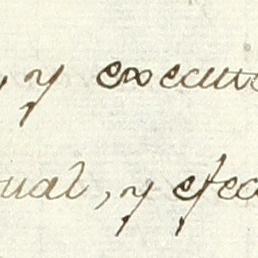 , y execut
ual, y efec